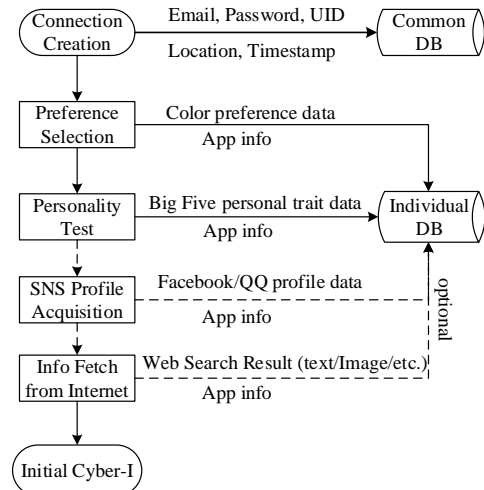 Connection
Creation
Email, Password, UID
Location, Timestamp
Common
DB
Preference
Selection
Color preference data
App info
Personality
Test
Big Five personal trait data
App info
Individual
DB
SNS Profile
Acquisition
Facebook/QQ profile data
App info
optional
Info Fetch
from Internet
Web Search Result (text/Image/etc.)
App info
Initial Cyber-I